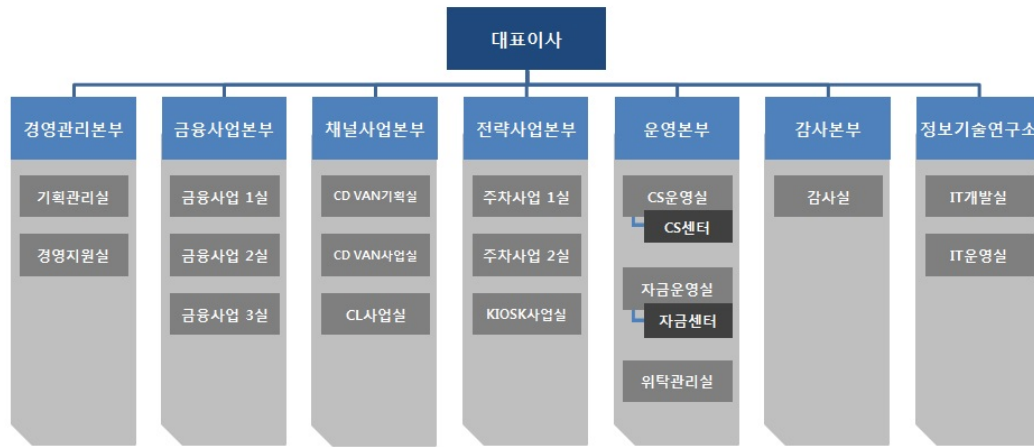 대표이사
경영관리본부
기획관리실
경영지원실
금융사업본부
금융사업 1실
금융사업 2실
금융사업 3실
채널사업본부
CD VAN기획실
CD VAN사업실
CL사업실
전략사업본부
주차사업 1실
주차사업 2실
KIOSK사업실
운영본부
CS운영실
CS센터
자금운영실
자금센터
위탁관리실
감사본부
감사실
정보기술연구소
IT개발실
IT운영실